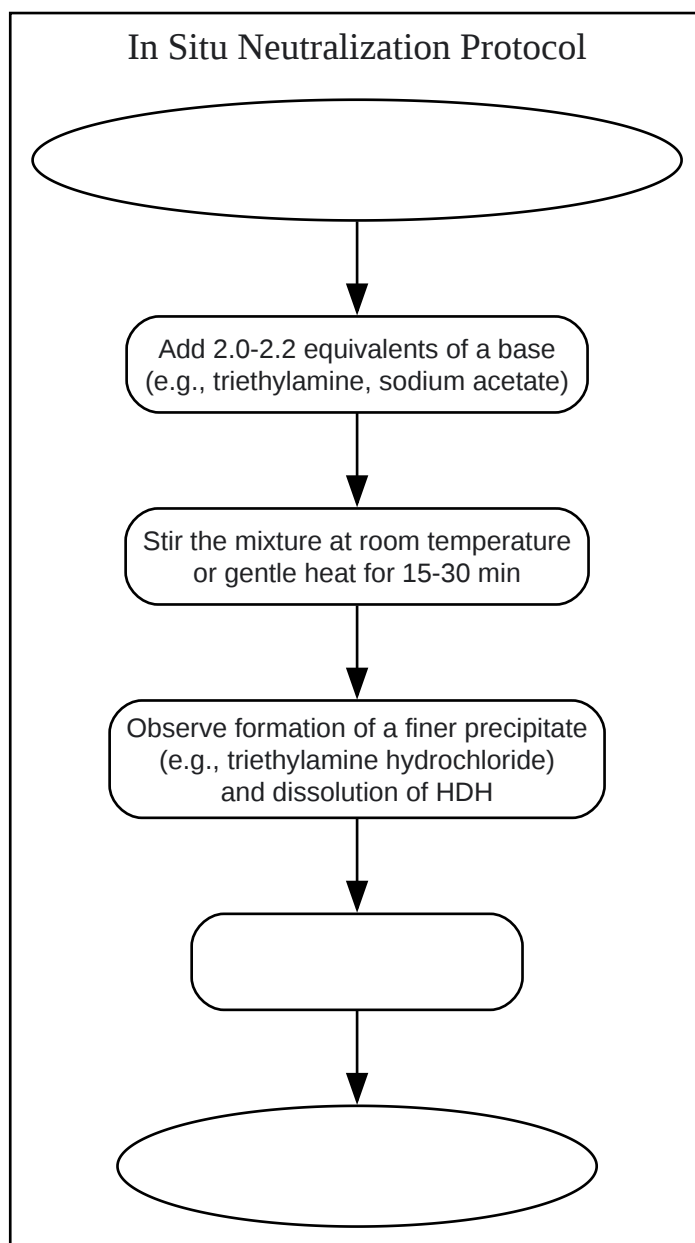 In Situ Neutralization Protocol
Add 2.0-2.2 equivalents of a base
(e.g., triethylamine, sodium acetate)
Stir the mixture at room temperature
or gentle heat for 15-30 min
Observe formation of a finer precipitate
(e.g., triethylamine hydrochloride)
and dissolution of HDH